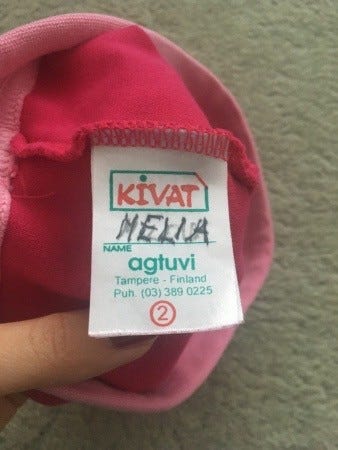 KIVAT
MELIA
NAME
agtuvi
Tampere - Finland
Puh. (03) 389 0225
2